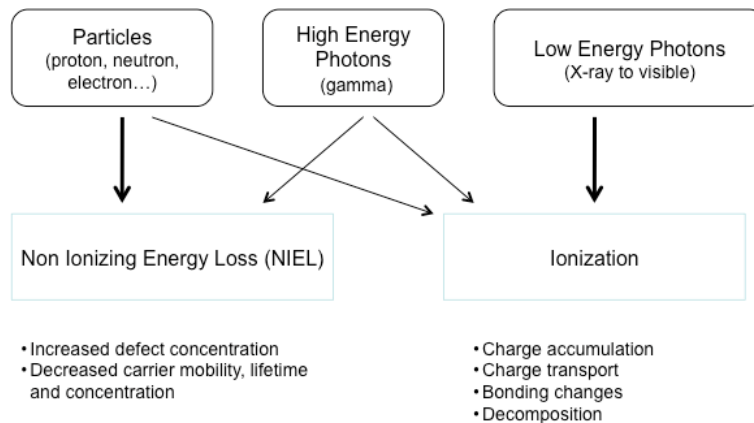 Particles
(proton, neutron,
electron…)
High Energy
Photons
(gamma)
Low Energy Photons
(X-ray to visible)
Non Ionizing Energy Loss (NIEL)
Ionization
• Increased defect concentration
• Decreased carrier mobility, lifetime
and concentration
• Charge accumulation
• Charge transport
• Bonding changes
• Decomposition